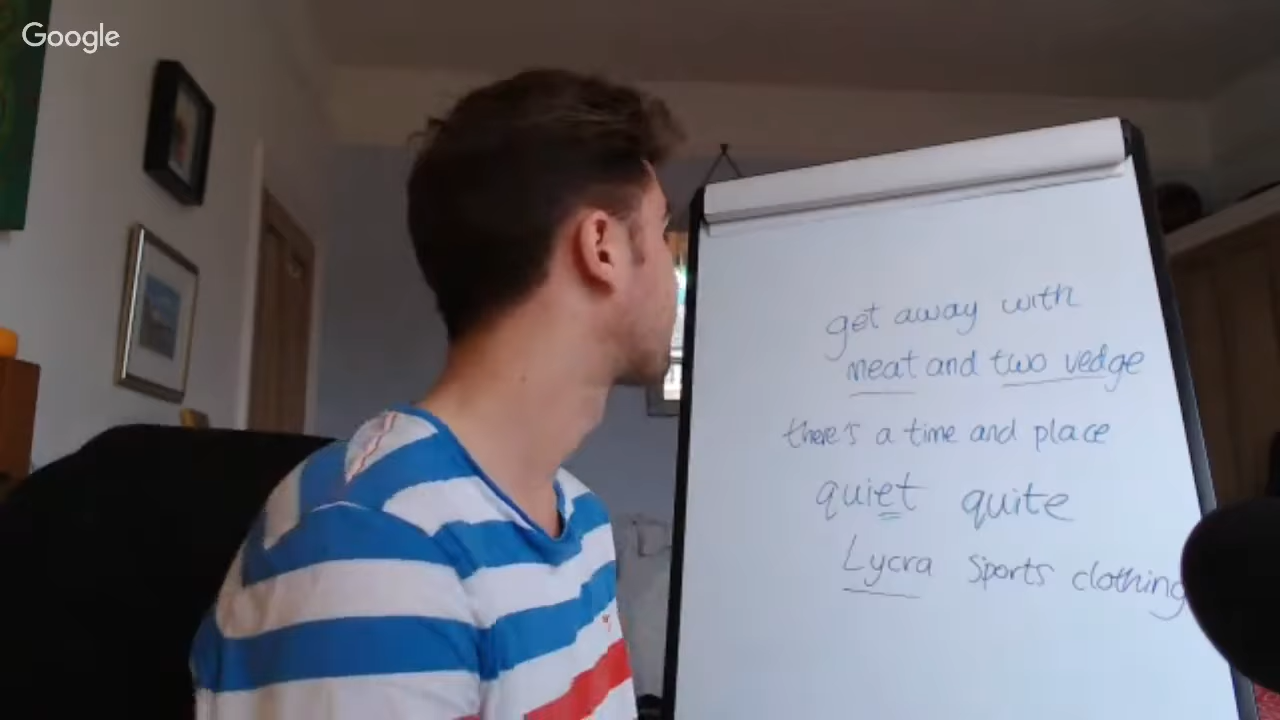 Google
get away with
meat and two vedge
there's a time and place
quiet quite
Lycra Sports clothing